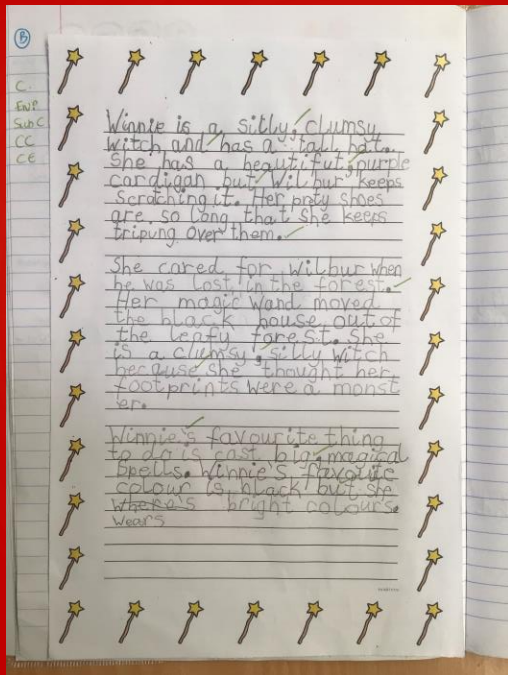 B
C.
ENP
SubC
CC
CE
Winnie is a silly, clumsy
witch and has a tall hat.
She has a beautiful, purple
cardigan but Wilbur keeps
scratching it. Her pnty shoes
are so long that she keeps
triping over them.
She cared for Wilbur when
he was lost in the forest.
Her magic wand moved
the black house out of
the leafy forest. She
is a clumsy, silly witch
because she thought her
footprints were a monst
er.
Winnie's favourite thing
to do is cast big, magical
spells. Winnie's favourite
colour is black but she
where's bright colours.
wears